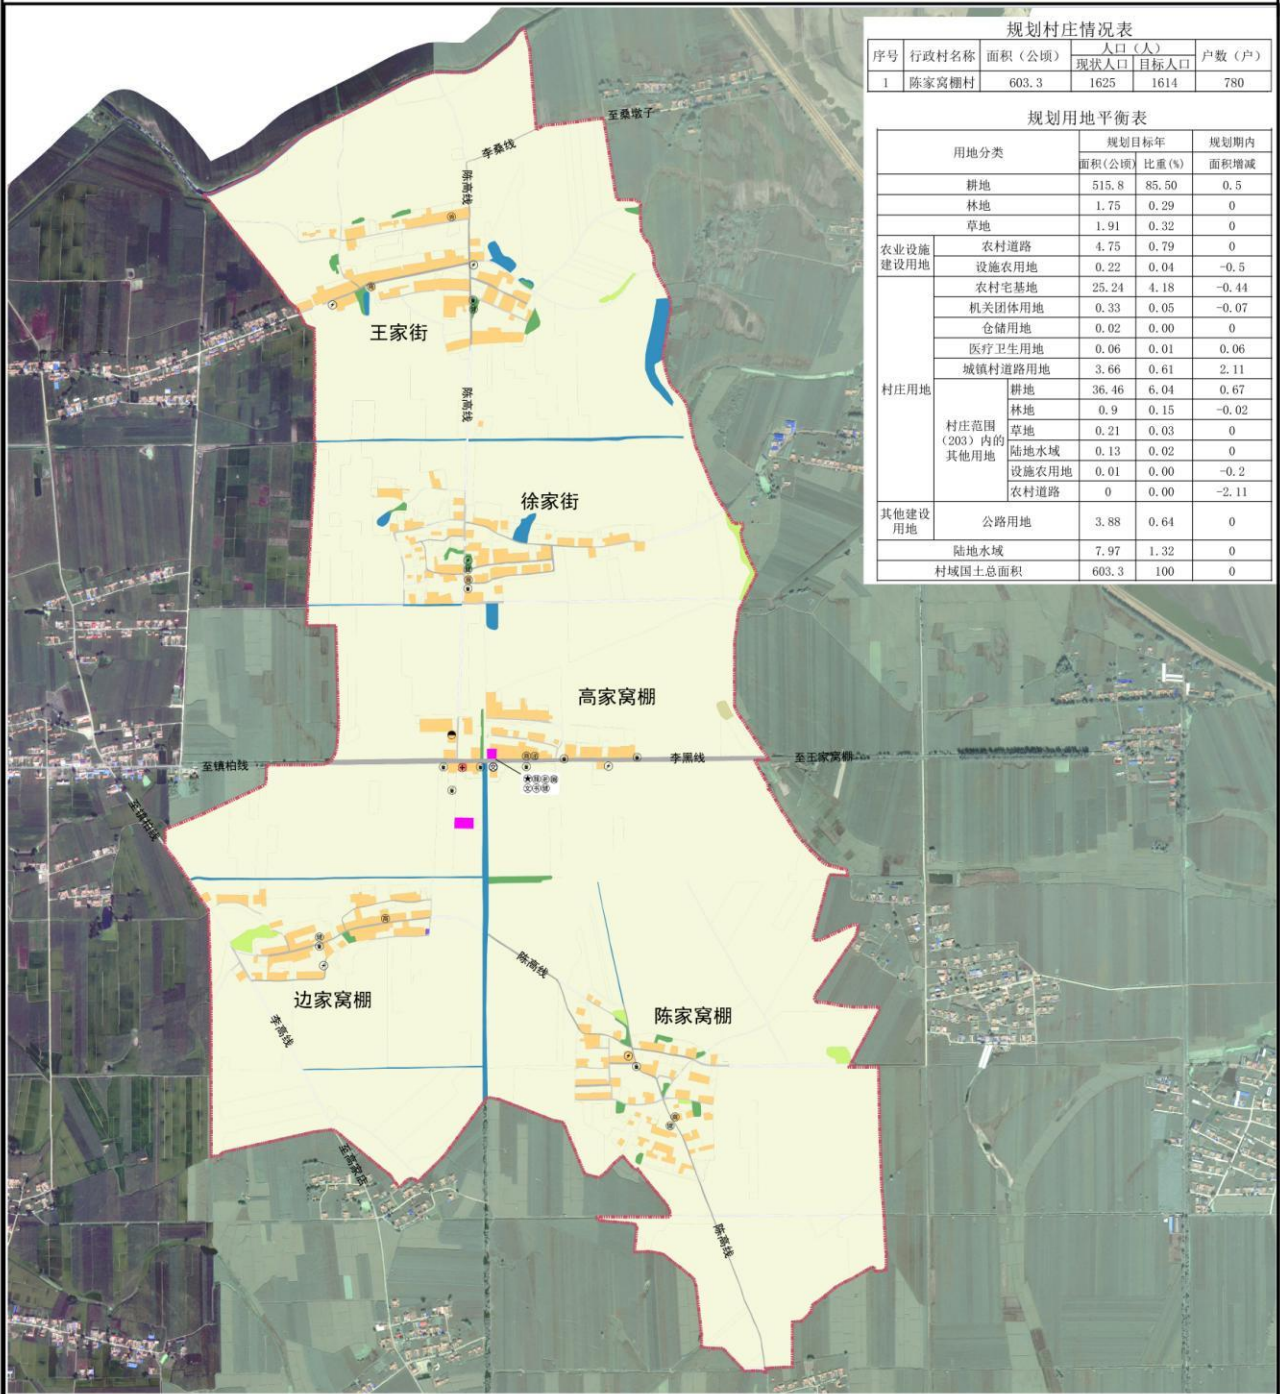 规划村庄情况表
序号 行政村名称 面积（公顷） 人口（人） 户数（户）
现状人口 目标人口
1 陈家窝棚村 603.3 1625 1614 780
规划用地平衡表
用地分类 规划目标年 规划期内
面积(公顷) 比重(%) 面积增减
耕地 515.8 85.50 0.5
林地 1.75 0.29 0
草地 1.91 0.32 0
农业设施建设用地 农村道路 4.75 0.79 0
设施农用地 0.22 0.04 -0.5
村庄用地 农村宅基地 25.24 4.18 -0.44
机关团体用地 0.33 0.05 -0.07
仓储用地 0.02 0.00 0
医疗卫生用地 0.06 0.01 0.06
城镇村道路用地 3.66 0.61 2.11
村庄范围（203）内的其他用地 耕地 36.46 6.04 0.67
林地 0.9 0.15 -0.02
草地 0.21 0.03 0
陆地水域 0.13 0.02 0
设施农用地 0.01 0.00 -0.2
农村道路 0 0.00 -2.11
其他建设用地 公路用地 3.88 0.64 0
陆地水域 7.97 1.32 0
村域国土总面积 603.3 100 0
至桑墩子
李桑线
陈高线
王家街
陈高线
徐家街
高家窝棚
至镇柏线
李黑线
至王家窝棚
至镇柏线
边家窝棚
陈高线
李高线
陈家窝棚
至高家店
陈高线